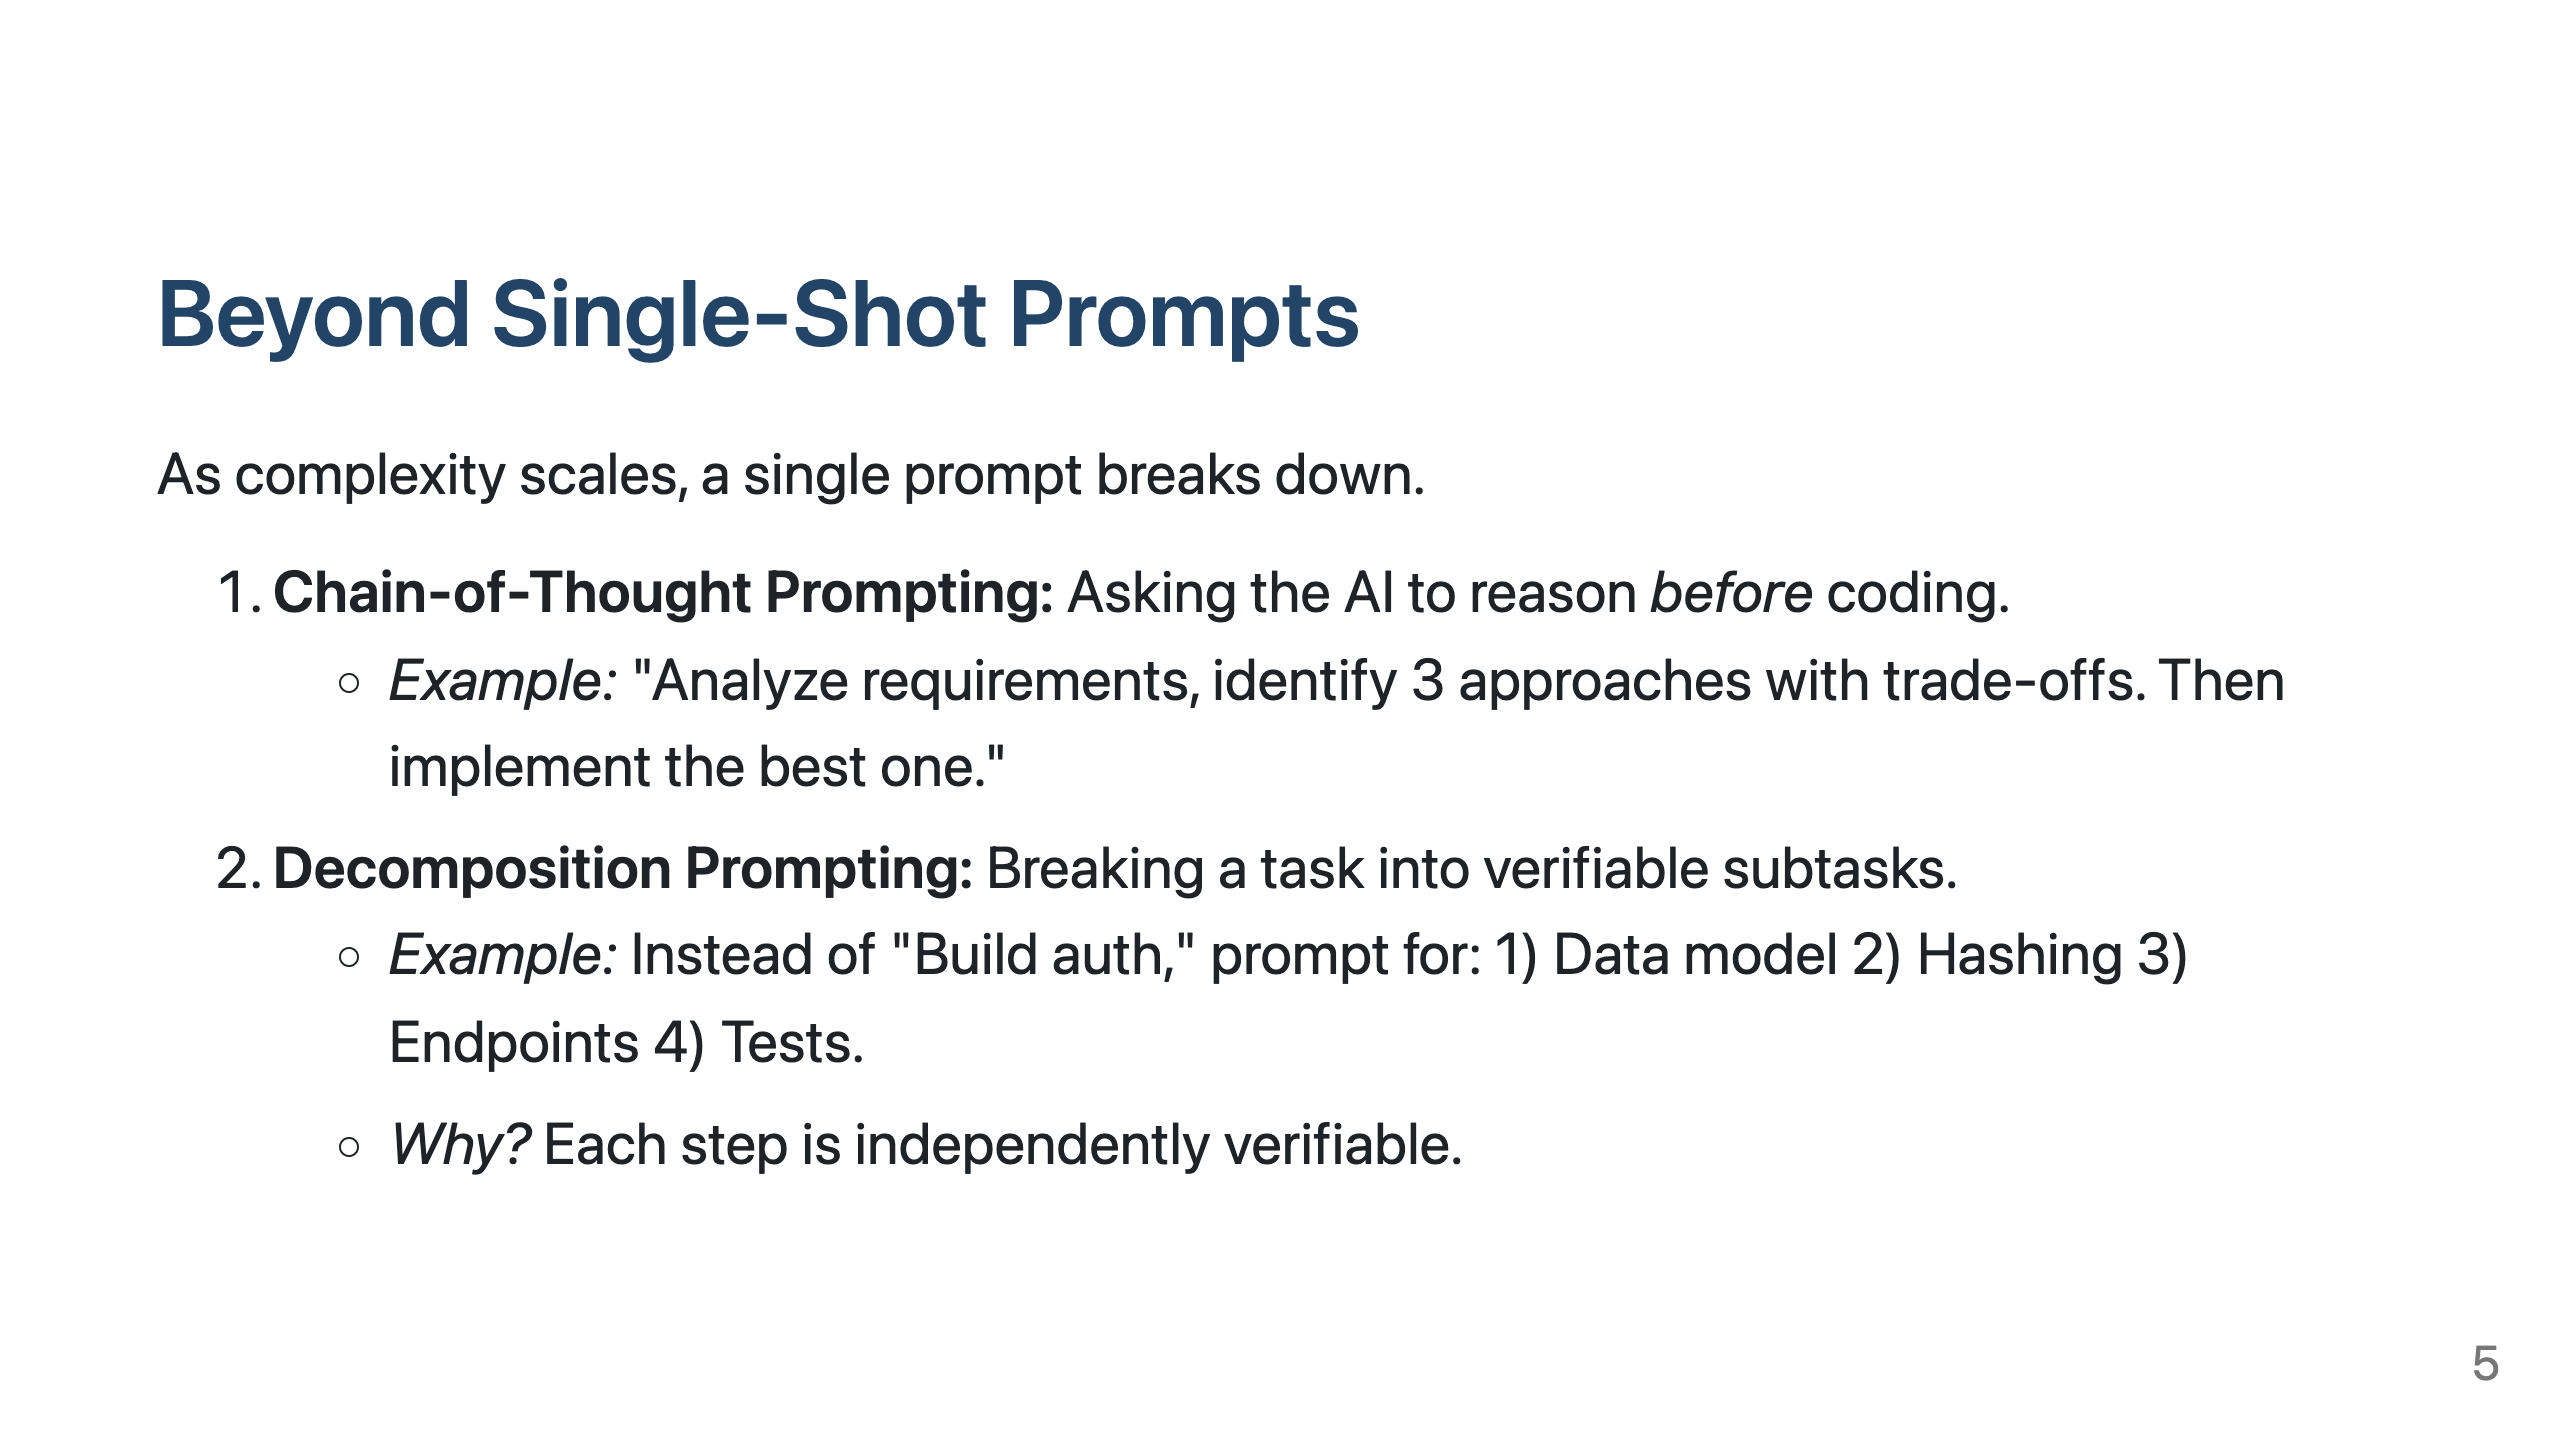 Beyond Single-Shot Prompts
As complexity scales, a single prompt breaks down.
1. Chain-of-Thought Prompting: Asking the AI to reason before coding.
○ Example: "Analyze requirements, identify 3 approaches with trade-offs. Then
implement the best one."
2. Decomposition Prompting: Breaking a task into verifiable subtasks.
○ Example: Instead of "Build auth," prompt for: 1) Data model 2) Hashing 3)
Endpoints 4) Tests.
○ Why? Each step is independently verifiable.
5